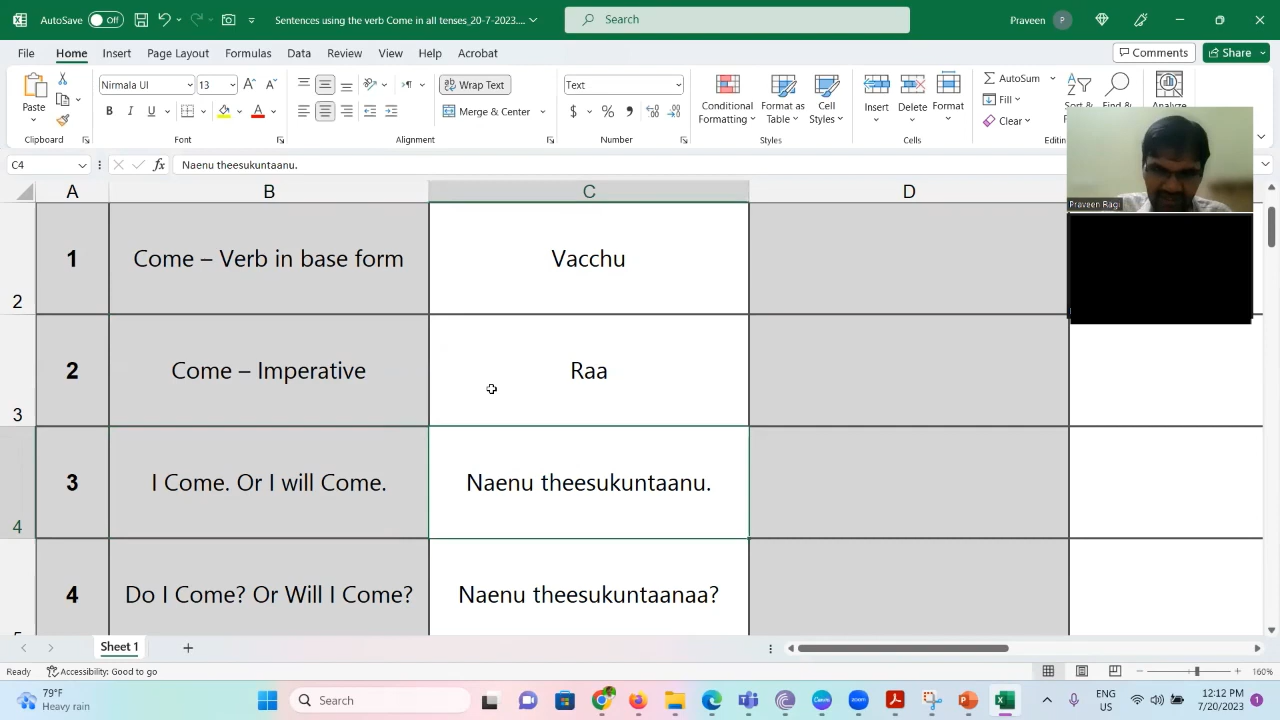 AutoSave Off Sentences using the verb Come in all tenses_20-7-2023.... Search Praveen P
File Home Insert Page Layout Formulas Data Review View Help Acrobat Comments Share
Paste Nirmala UI 13 Wrap Text Text Conditional Formatting Format as Table Cell Styles Insert Delete Format AutoSum
B I U Merge & Center $ % Fill
Clear
Clipboard Font Alignment Number Styles Cells
Praveen Ragi
C4 fx Naenu theesukuntaanu.
A B C D
1 Come – Verb in base form Vacchu
2
2 Come – Imperative Raa
3
3 I Come. Or I will Come. Naenu theesukuntaanu.
4
4 Do I Come? Or Will I Come? Naenu theesukuntaanaa?
Sheet 1
Ready Accessibility: Good to go 160%
79°F
Heavy rain
Search
ENG
US
12:12 PM
7/20/2023
1